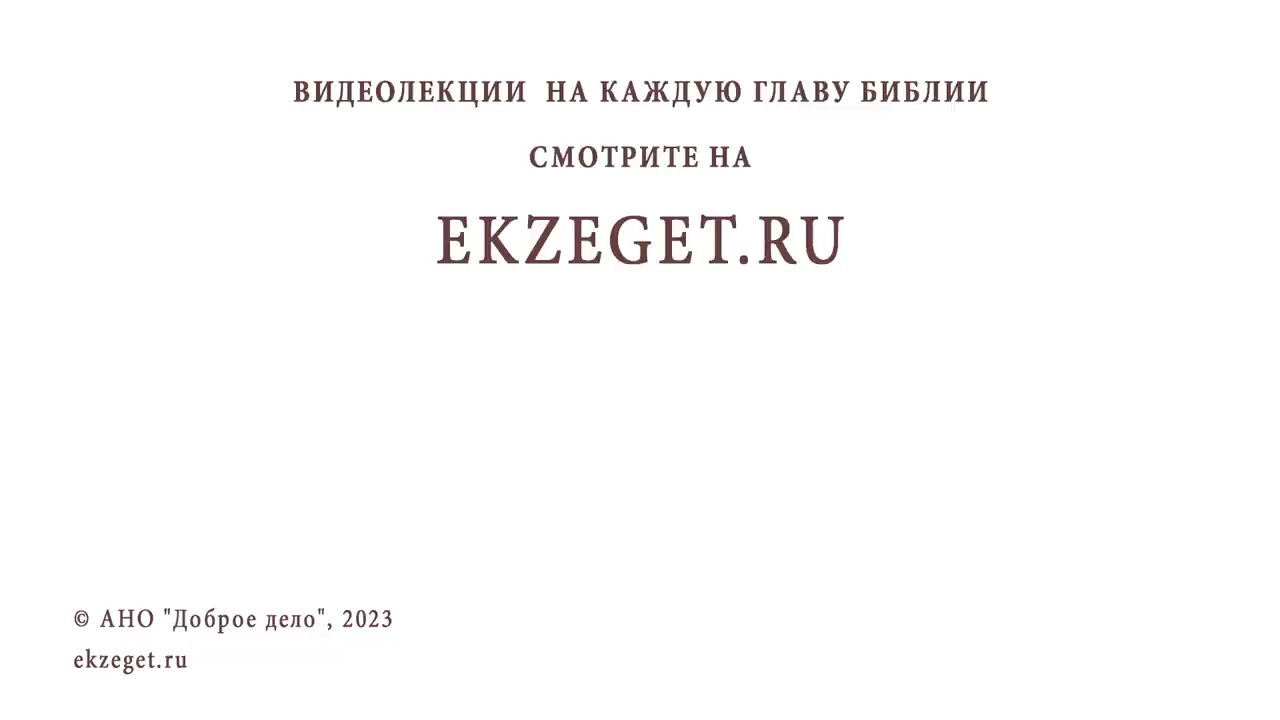 ВИДЕОЛЕКЦИИ НА КАЖДУЮ ГЛАВУ БИБЛИИ
СМОТРИТЕ НА
EKZEGET.RU
© АНО "Доброе дело", 2023
ekzeget.ru